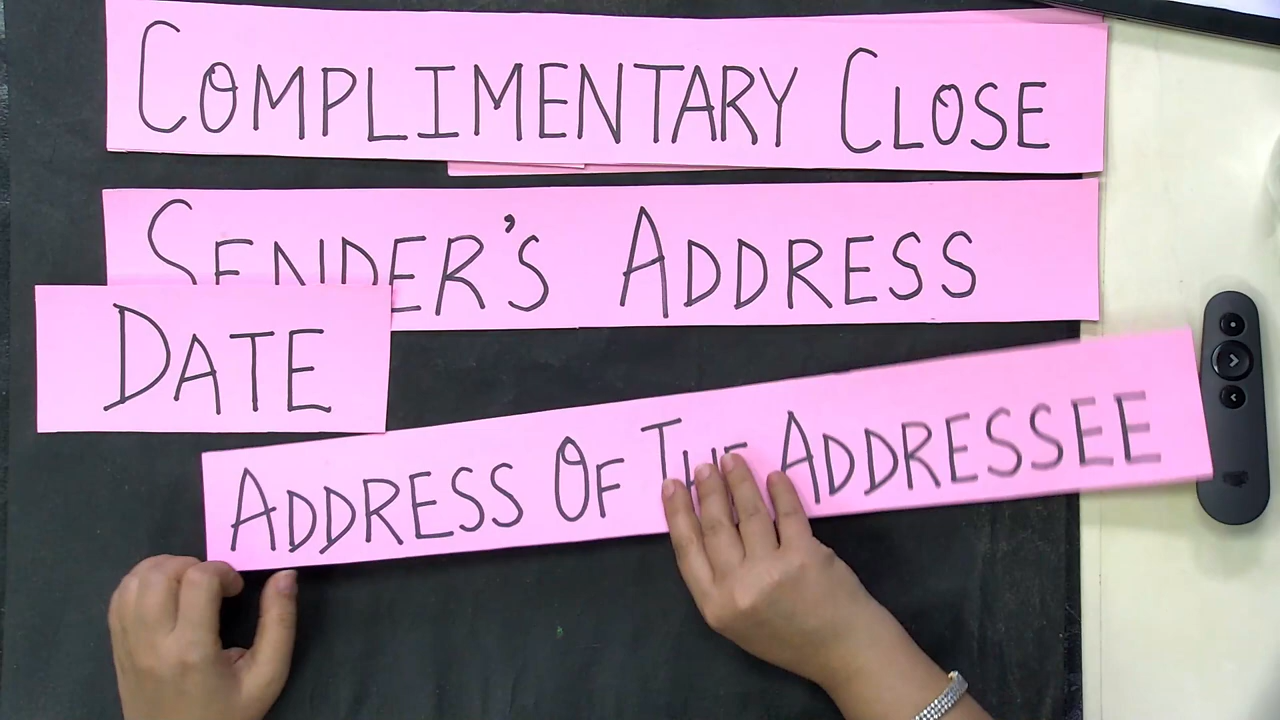 COMPLIMENTARY CLOSE
SENDER'S ADDRESS
DATE
ADDRESS OF THE ADDRESSEE